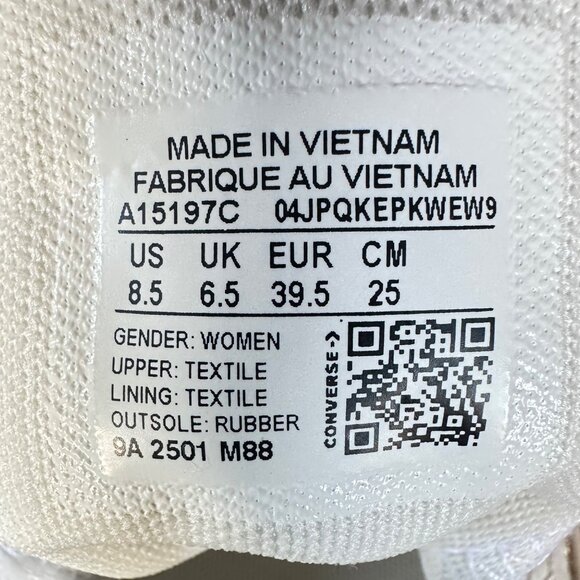 MADE IN VIETNAM
FABRIQUE AU VIETNAM
A15197C 04JPQKEPKWEW9
US UK EUR CM
8.5 6.5 39.5 25
GENDER: WOMEN
UPPER: TEXTILE
LINING: TEXTILE
OUTSOLE: RUBBER
9A 2501 M88
CONVERSE->